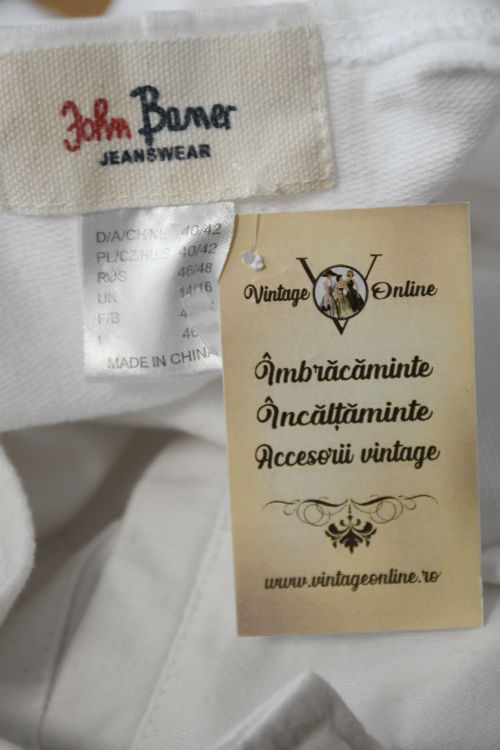 John Baner
JEANSWEAR
D/A/CH/NL 40/42
PL/CZ/HU/S 40/42
RUS 46/48
UK 14/16
F/B
I
MADE IN CHINA
Vintage V Online
Îmbrăcăminte
Încălțăminte
Accesorii vintage
www.vintageonline.ro